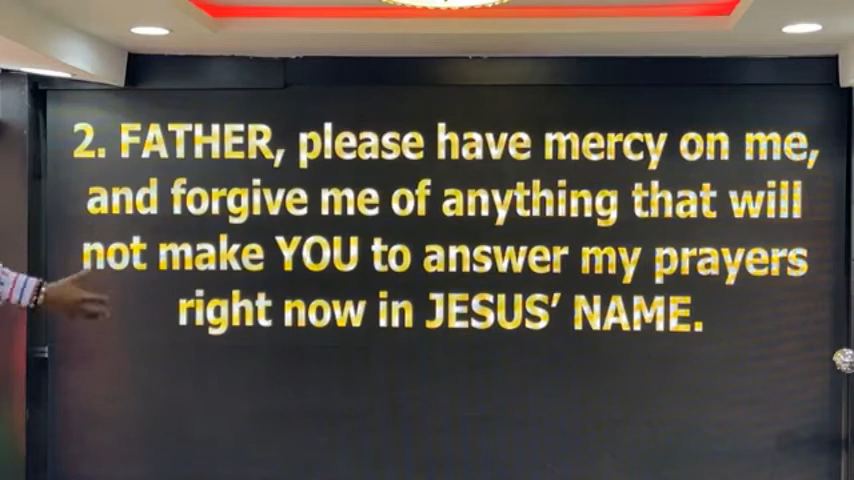 2. FATHER, please have mercy on me,
and forgive me of anything that will
not make YOU to answer my prayers
right now in JESUS’ NAME.